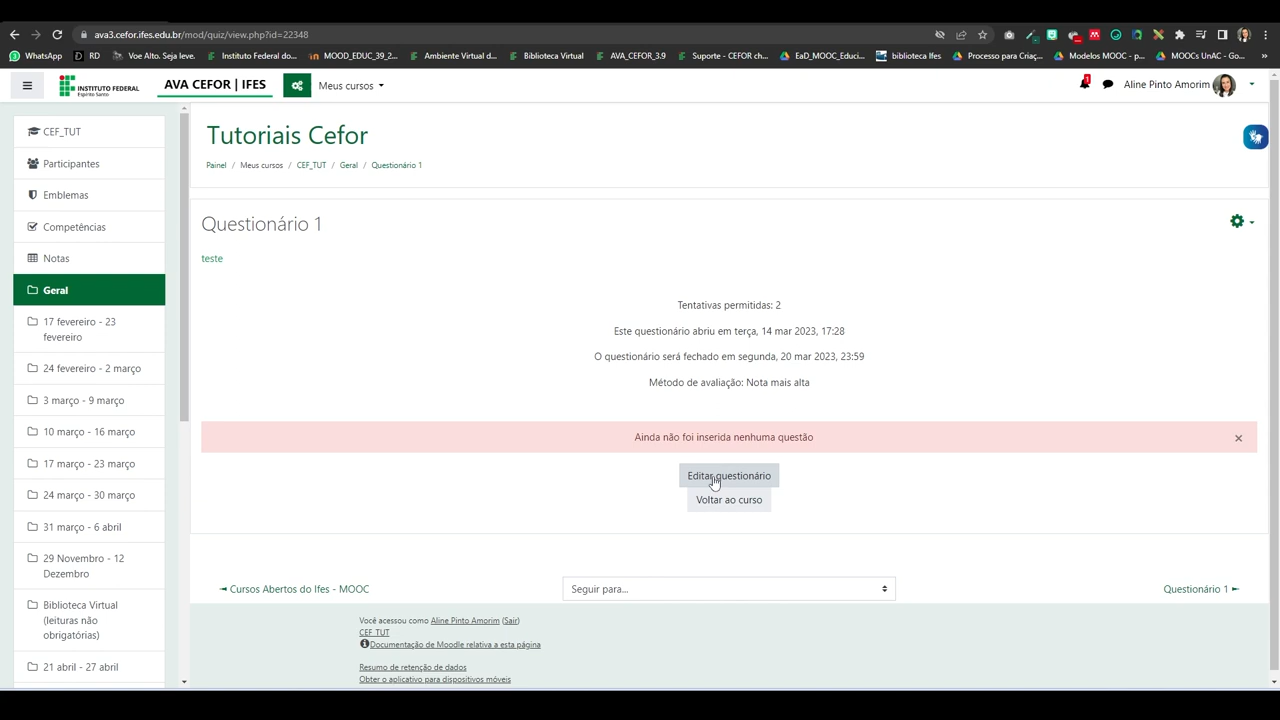 ava3.cefor.ifes.edu.br/mod/quiz/view.php?id=22348
WhatsApp
RD
Voe Alto. Seja leve.
Instituto Federal do...
MOOD_EDUC_39_2...
Ambiente Virtual d...
Biblioteca Virtual
AVA_CEFOR_3.9
Suporte - CEFOR ch...
EaD_MOOC_Educi...
biblioteca Ifes
Processo para Criaç...
Modelos MOOC - p...
MOOCs UnAC - Go...
INSTITUTO FEDERAL
Espírito Santo
AVA CEFOR | IFES
Meus cursos
1
Aline Pinto Amorim
CEF_TUT
Participantes
Emblemas
Competências
Notas
Geral
17 fevereiro - 23
fevereiro
24 fevereiro - 2 março
3 março - 9 março
10 março - 16 março
17 março - 23 março
24 março - 30 março
31 março - 6 abril
29 Novembro - 12
Dezembro
Biblioteca Virtual
(leituras não
obrigatórias)
21 abril - 27 abril
Tutoriais Cefor
Painel / Meus cursos / CEF_TUT / Geral / Questionário 1
Questionário 1
teste
Tentativas permitidas: 2
Este questionário abriu em terça, 14 mar 2023, 17:28
O questionário será fechado em segunda, 20 mar 2023, 23:59
Método de avaliação: Nota mais alta
Ainda não foi inserida nenhuma questão
×
Editar questionário
Voltar ao curso
◄ Cursos Abertos do Ifes - MOOC
Seguir para...
Questionário 1 ►
Você acessou como Aline Pinto Amorim (Sair)
CEF_TUT
Documentação de Moodle relativa a esta página
Resumo de retenção de dados
Obter o aplicativo para dispositivos móveis